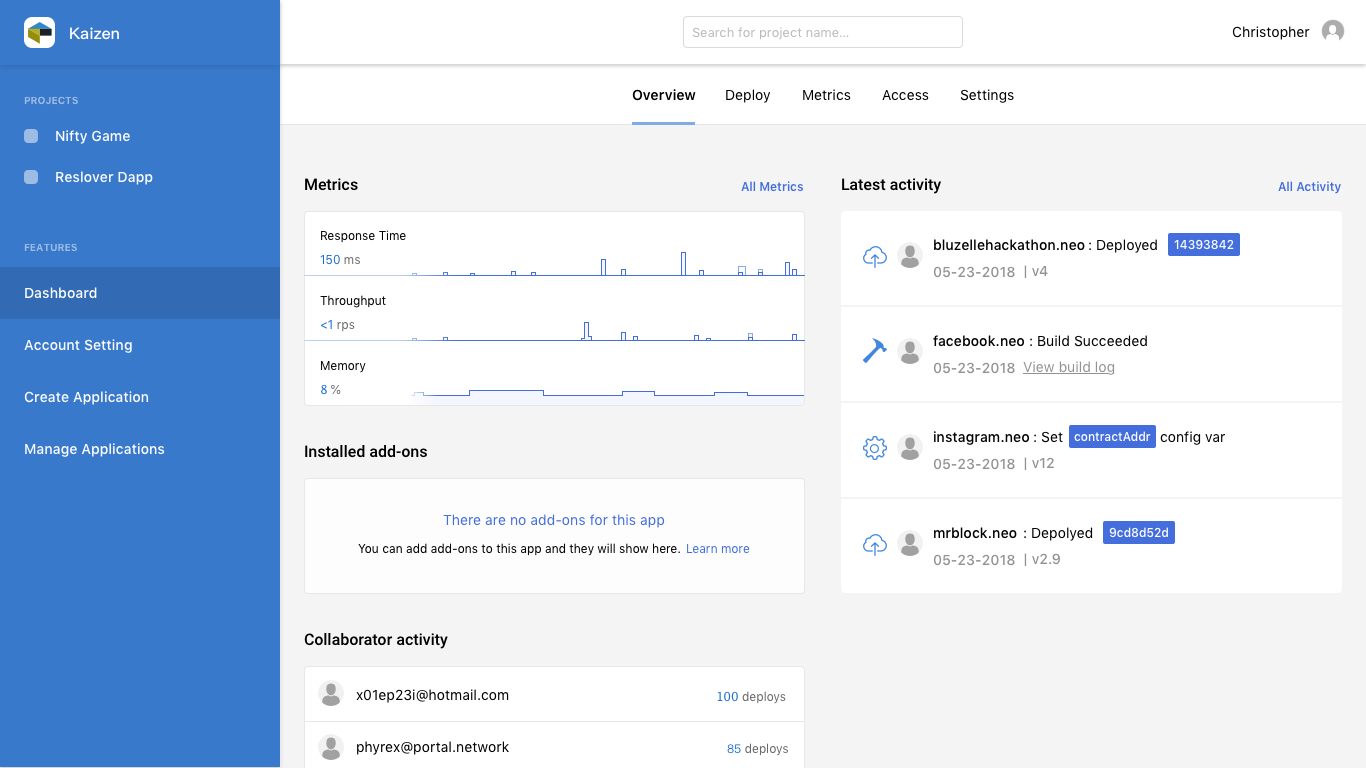 Kaizen
Christopher
Search for project name...
PROJECTS
Nifty Game
Reslover Dapp
FEATURES
Dashboard
Account Setting
Create Application
Manage Applications
Overview Deploy Metrics Access Settings
Metrics All Metrics
Response Time
150 ms
Throughput
<1 rps
Memory
8 %
Installed add-ons
There are no add-ons for this app
You can add add-ons to this app and they will show here. Learn more
Collaborator activity
x01ep23i@hotmail.com 100 deploys
phyrex@portal.network 85 deploys
Latest activity All Activity
bluzellehackathon.neo : Deployed 14393842
05-23-2018 | v4
facebook.neo : Build Succeeded
05-23-2018 View build log
instagram.neo : Set contractAddr config var
05-23-2018 | v12
mrblock.neo : Depolyed 9cd8d52d
05-23-2018 | v2.9